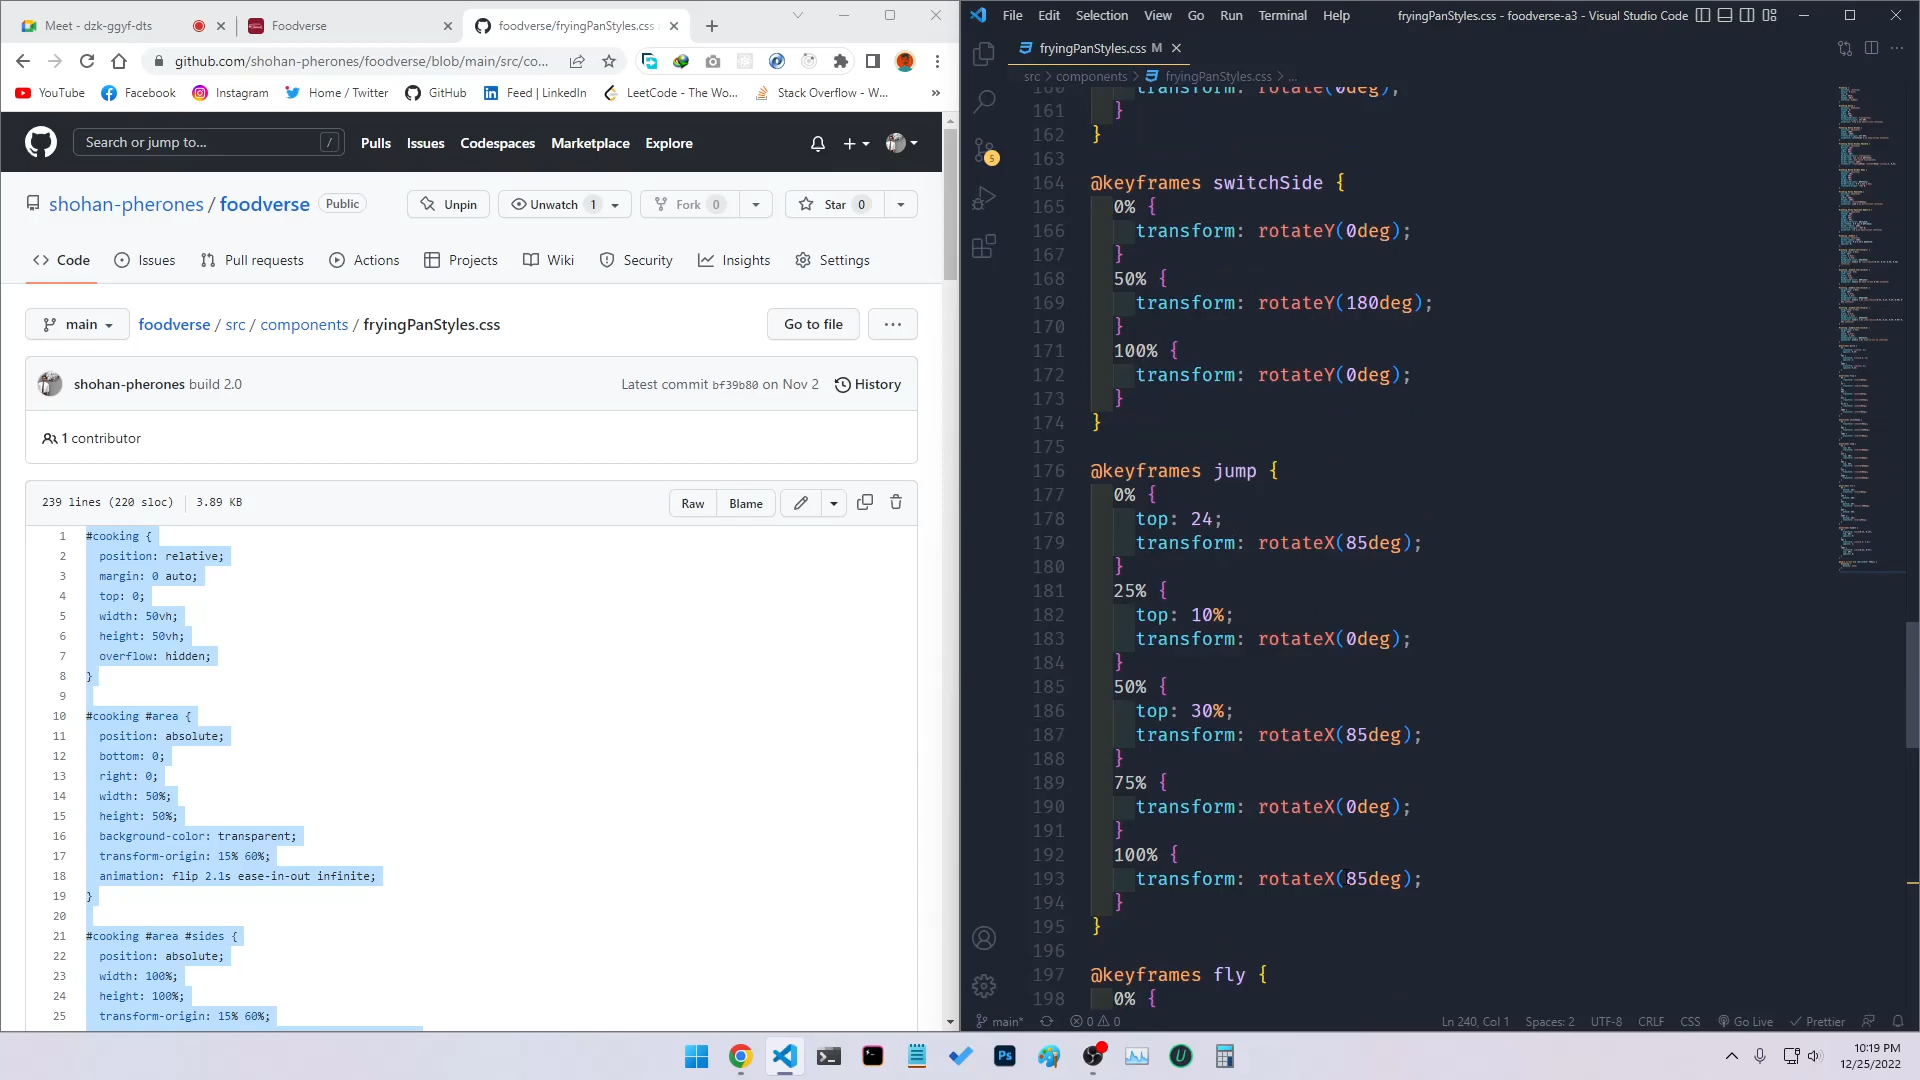 Meet - dzk-ggyf-dts
Foodverse
foodverse/fryingPanStyles.css
github.com/shohan-pherones/foodverse/blob/main/src/co...
YouTube
Facebook
Instagram
Home / Twitter
GitHub
Feed | LinkedIn
LeetCode - The Wo...
Stack Overflow - W...
»
Search or jump to...
/
Pulls
Issues
Codespaces
Marketplace
Explore
shohan-pherones / foodverse
Public
Unpin
Unwatch 1
Fork 0
Star 0
Code
Issues
Pull requests
Actions
Projects
Wiki
Security
Insights
Settings
main
foodverse / src / components / fryingPanStyles.css
Go to file
...
shohan-pherones build 2.0
Latest commit bf39b80 on Nov 2
History
1 contributor
239 lines (220 sloc)
3.89 KB
Raw
Blame
1 #cooking {
2 position: relative;
3 margin: 0 auto;
4 top: 0;
5 width: 50vh;
6 height: 50vh;
7 overflow: hidden;
8 }
9
10 #cooking #area {
11 position: absolute;
12 bottom: 0;
13 right: 0;
14 width: 50%;
15 height: 50%;
16 background-color: transparent;
17 transform-origin: 15% 60%;
18 animation: flip 2.1s ease-in-out infinite;
19 }
20
21 #cooking #area #sides {
22 position: absolute;
23 width: 100%;
24 height: 100%;
25 transform-origin: 15% 60%;
File Edit Selection View Go Run Terminal Help
fryingPanStyles.css - foodverse-a3 - Visual Studio Code
fryingPanStyles.css M
src > components > fryingPanStyles.css > ...
5
160 transform: rotate(0deg);
161 }
162 }
163
164 @keyframes switchSide {
165 0% {
166 transform: rotateY(0deg);
167 }
168 50% {
169 transform: rotateY(180deg);
170 }
171 100% {
172 transform: rotateY(0deg);
173 }
174 }
175
176 @keyframes jump {
177 0% {
178 top: 24;
179 transform: rotateX(85deg);
180 }
181 25% {
182 top: 10%;
183 transform: rotateX(0deg);
184 }
185 50% {
186 top: 30%;
187 transform: rotateX(85deg);
188 }
189 75% {
190 transform: rotateX(0deg);
191 }
192 100% {
193 transform: rotateX(85deg);
194 }
195 }
196
197 @keyframes fly {
198 0% {
main*
0 0
Ln 240, Col 1
Spaces: 2
UTF-8
CRLF
CSS
Go Live
Prettier
Ps
U
10:19 PM
12/25/2022